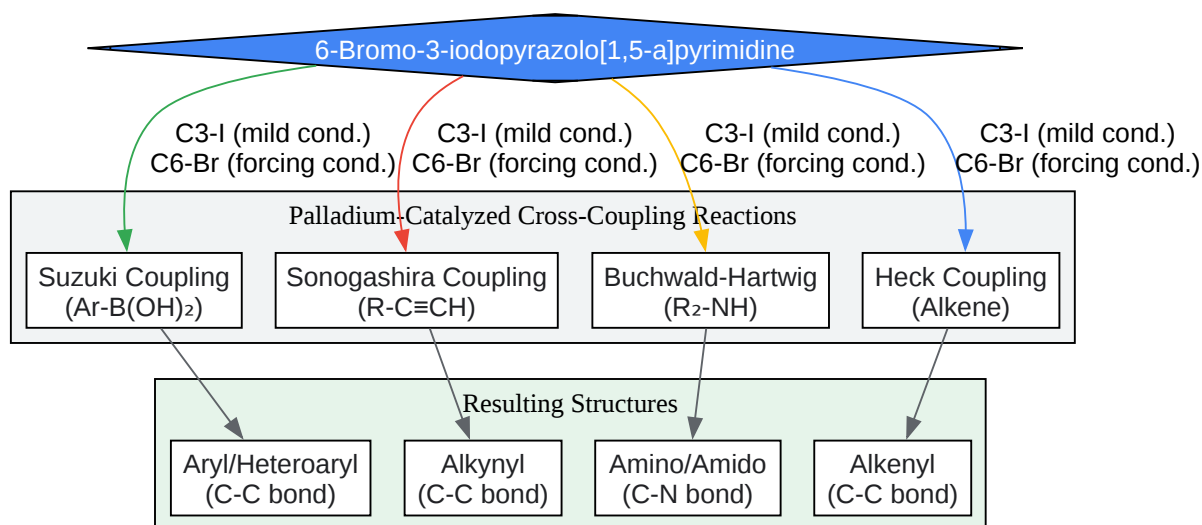 6-Bromo-3-iodopyrazolo[1,5-a]pyrimidine
C3-I (mild cond.)
C6-Br (forcing cond.)
C3-I (mild cond.)
C6-Br (forcing cond.)
C3-I (mild cond.)
C6-Br (forcing cond.)
C3-I (mild cond.)
C6-Br (forcing cond.)
Palladium-Catalyzed Cross-Coupling Reactions
Suzuki Coupling
(Ar-B(OH)₂)
Sonogashira Coupling
(R-C≡CH)
Buchwald-Hartwig
(R₂-NH)
Heck Coupling
(Alkene)
Resulting Structures
Aryl/Heteroaryl
(C-C bond)
Alkynyl
(C-C bond)
Amino/Amido
(C-N bond)
Alkenyl
(C-C bond)